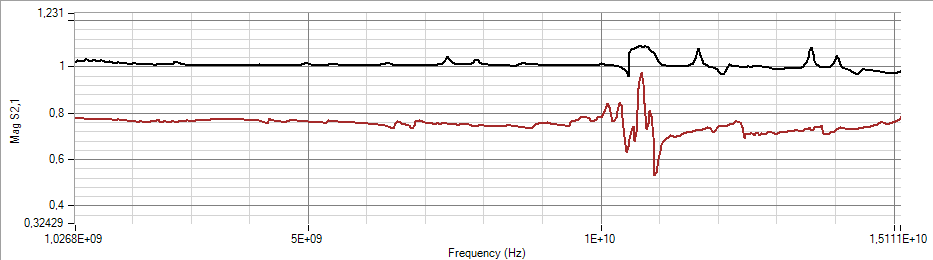 1,231
1
0,8
0,6
0,4
0,32429
Mag S2,1
1,0268E+09
5E+09
1E+10
1,5111E+10
Frequency (Hz)